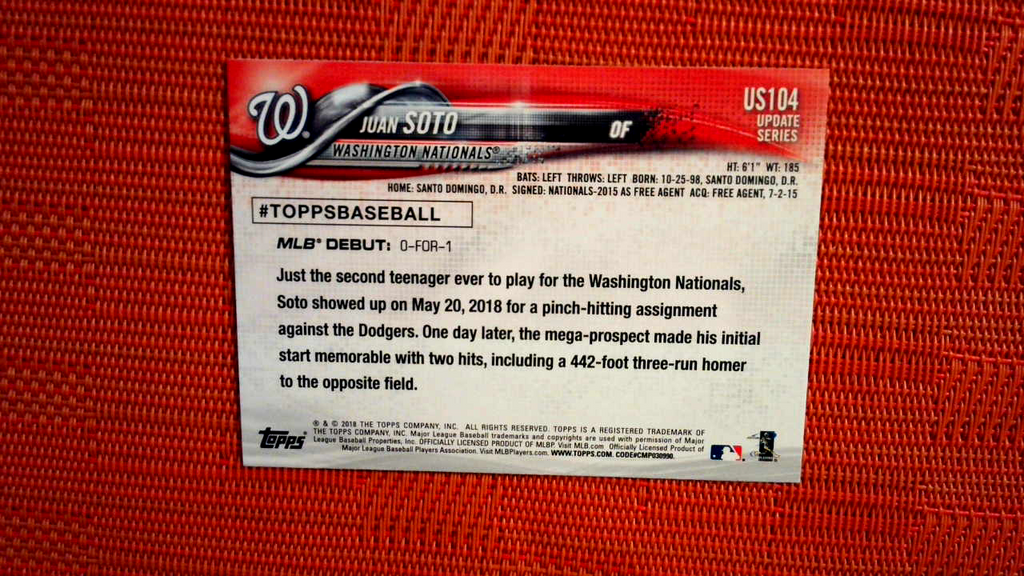 W
JUAN SOTO
OF
US104
UPDATE
SERIES
WASHINGTON NATIONALS®
HT: 6'1" WT: 185
BATS: LEFT THROWS: LEFT BORN: 10-25-98, SANTO DOMINGO, D.R.
HOME: SANTO DOMINGO, D.R. SIGNED: NATIONALS-2015 AS FREE AGENT ACQ: FREE AGENT, 7-2-15
#TOPPSBASEBALL
MLB® DEBUT: 0-FOR-1
Just the second teenager ever to play for the Washington Nationals,
Soto showed up on May 20, 2018 for a pinch-hitting assignment
against the Dodgers. One day later, the mega-prospect made his initial
start memorable with two hits, including a 442-foot three-run homer
to the opposite field.
Topps®
® & © 2018 THE TOPPS COMPANY, INC. ALL RIGHTS RESERVED. TOPPS IS A REGISTERED TRADEMARK OF
THE TOPPS COMPANY, INC. Major League Baseball trademarks and copyrights are used with permission of Major
League Baseball Properties, Inc. OFFICIALLY LICENSED PRODUCT OF MLBP. Visit MLB.com Officially Licensed Product of
Major League Baseball Players Association. Visit MLBPlayers.com. WWW.TOPPS.COM. CODE#CMP030990.